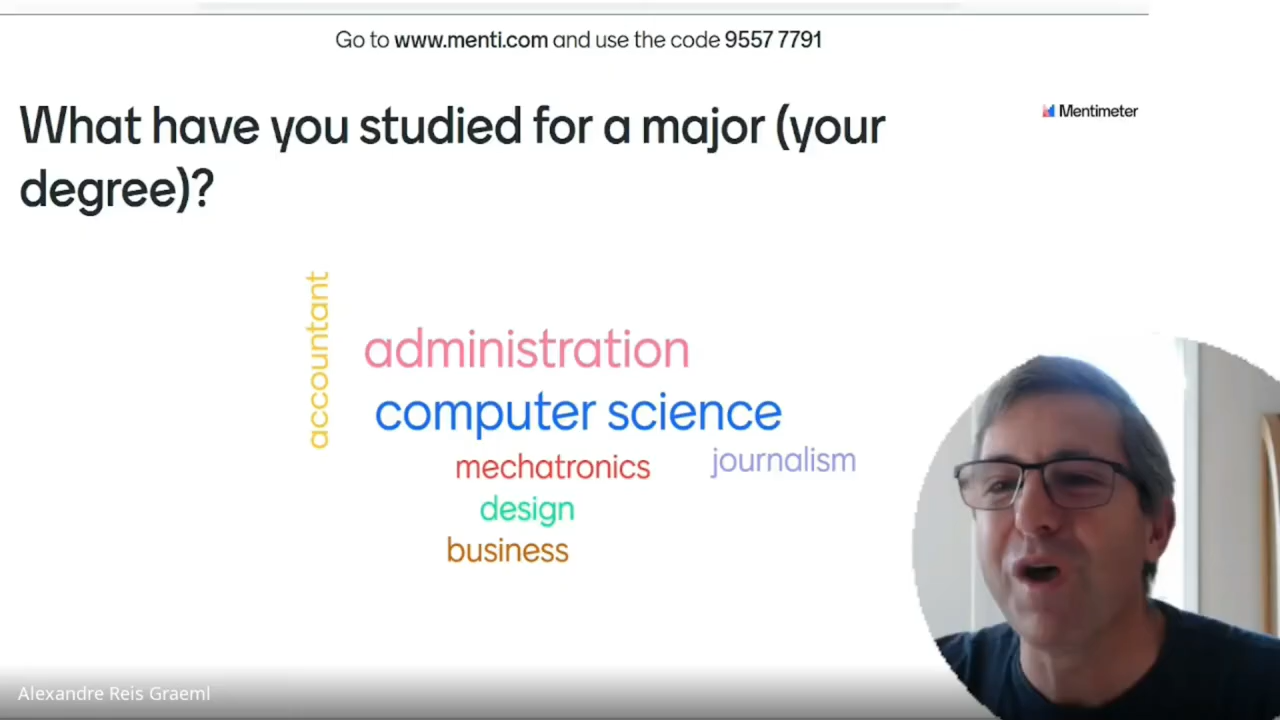 Go to www.menti.com and use the code 9557 7791
What have you studied for a major (your
degree)?
Mentimeter
accountant
administration
computer science
mechatronics
journalism
design
business
Alexandre Reis Graeml